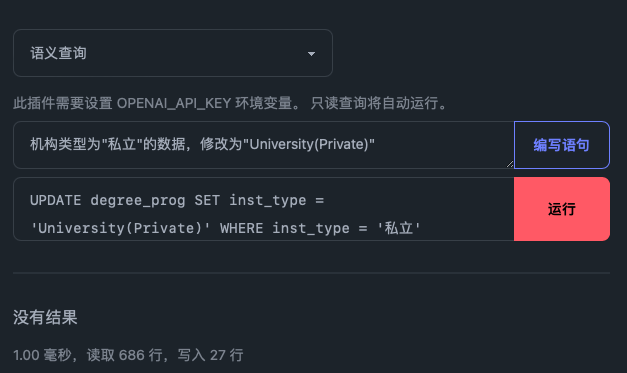 语义查询
此插件需要设置 OPENAI_API_KEY 环境变量。 只读查询将自动运行。
机构类型为"私立"的数据，修改为"University(Private)"
编写语句
UPDATE degree_prog SET inst_type =
'University(Private)' WHERE inst_type = '私立'
运行
没有结果
1.00 毫秒，读取 686 行，写入 27 行